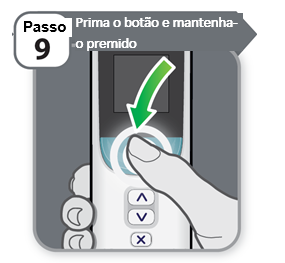 Passo
9
Prima o botão e mantenha-
o premido